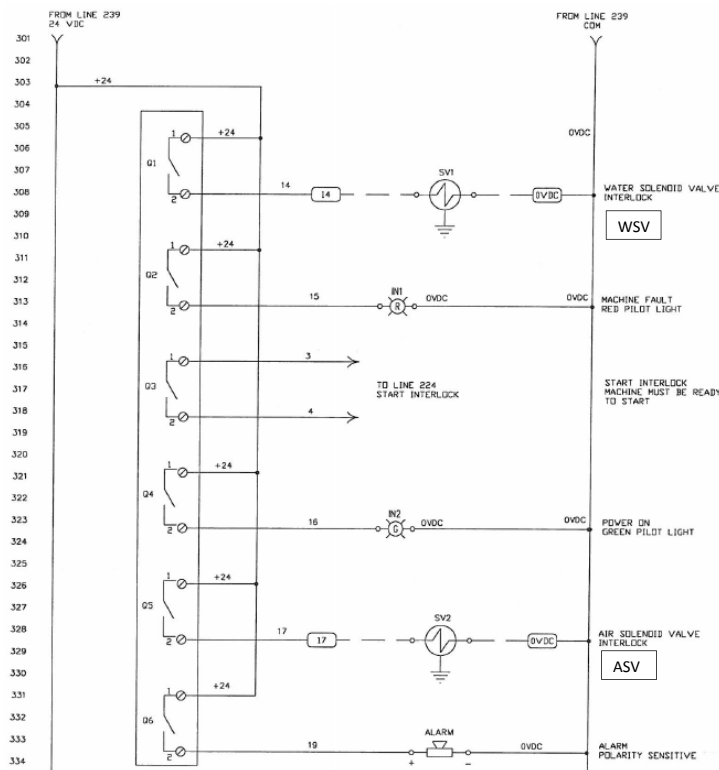 FROM LINE 239
24 VDC
FROM LINE 239
COM
301
302
303
+24
304
305
1
+24
0VDC
306
Q1
307
308
2
14
14
SV1
0VDC
WATER SOLENOID VALVE
INTERLOCK
309
WSV
310
311
1
+24
312
Q2
313
2
15
IN1
R
0VDC
0VDC
MACHINE FAULT
RED PILOT LIGHT
314
315
316
1
3
317
Q3
TO LINE 224
START INTERLOCK
START INTERLOCK
MACHINE MUST BE READY
TO START
318
2
4
319
320
321
1
+24
322
Q4
323
2
16
IN2
G
0VDC
0VDC
POWER ON
GREEN PILOT LIGHT
324
325
326
1
+24
327
Q5
328
2
17
17
SV2
0VDC
AIR SOLENOID VALVE
INTERLOCK
329
ASV
330
331
1
+24
332
Q6
333
334
2
19
ALARM
+
-
0VDC
ALARM
POLARITY SENSITIVE